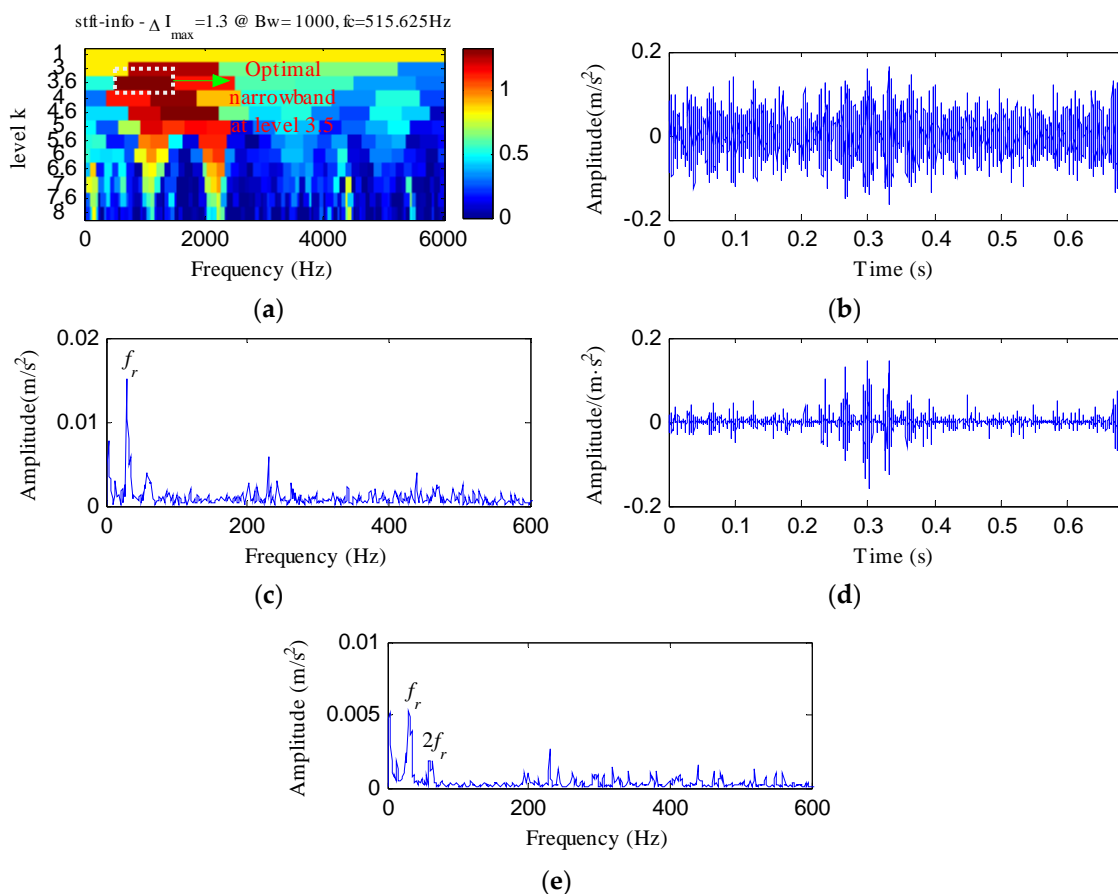 stft-info - Δ I_max=1.3 @ Bw= 1000, fc=515.625Hz
level k
1
3
3.6
4
4.6
5
5.6
6
6.6
7
7.6
8
Optimal
narrowband
at level 3.5
1
0.5
0
0 2000 4000 6000
Frequency (Hz)
(a)
Amplitude(m/s²)
0.2
0
-0.2
0 0.1 0.2 0.3 0.4 0.5 0.6
Time (s)
(b)
Amplitude(m/s²)
0.02
0.01
0
f_r
0 200 400 600
Frequency (Hz)
(c)
Amplitude/(m·s²)
0.2
0
-0.2
0 0.1 0.2 0.3 0.4 0.5 0.6
Time (s)
(d)
Amplitude (m/s²)
0.01
0.005
0
f_r
2f_r
0 200 400 600
Frequency (Hz)
(e)